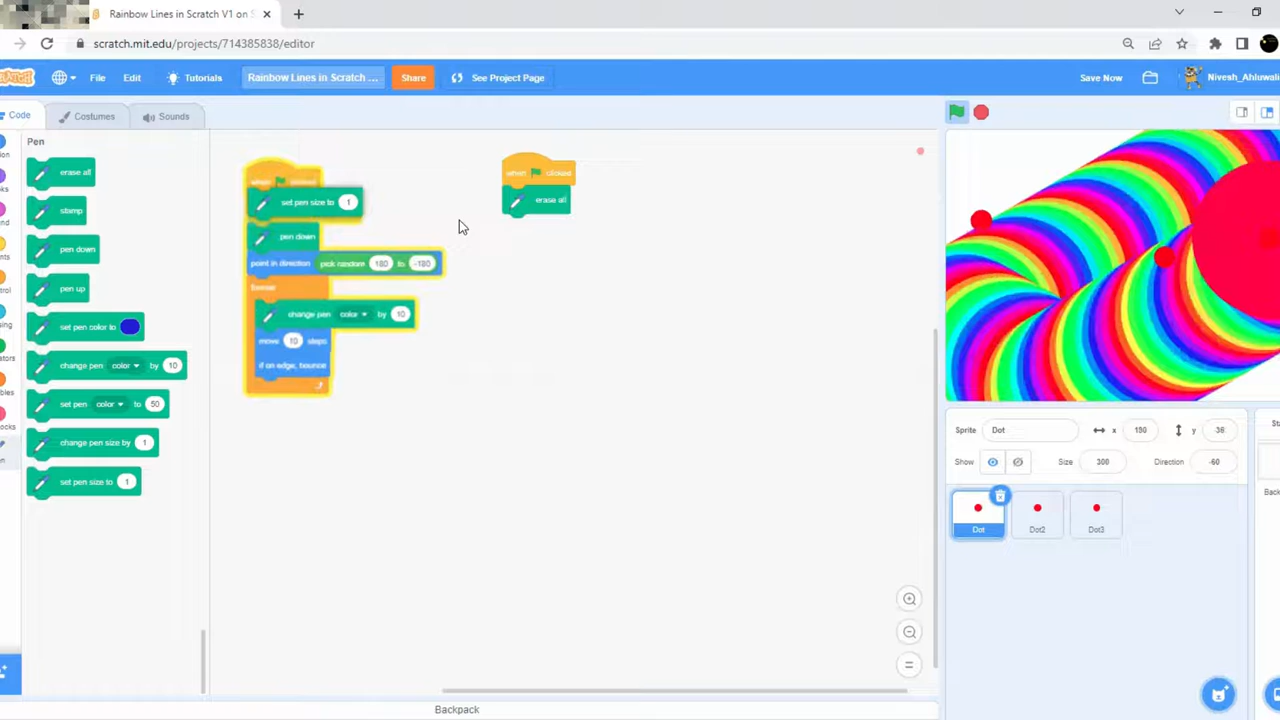 Rainbow Lines in Scratch V1 on S
scratch.mit.edu/projects/714385838/editor
File
Edit
Tutorials
Rainbow Lines in Scratch ...
Share
See Project Page
Save Now
Nivesh_Ahluwali
Code
Costumes
Sounds
Pen
erase all
stamp
pen down
pen up
set pen color to
change pen color by 10
set pen color to 50
change pen size by 1
set pen size to 1
set pen size to 1
pen down
point in direction pick random 180 to -180
forever
change pen color by 10
move 10 steps
if on edge, bounce
when clicked
erase all
Sprite Dot x 150 y 36
Show Size 300 Direction -60
Dot
Dot2
Dot3
Backpack